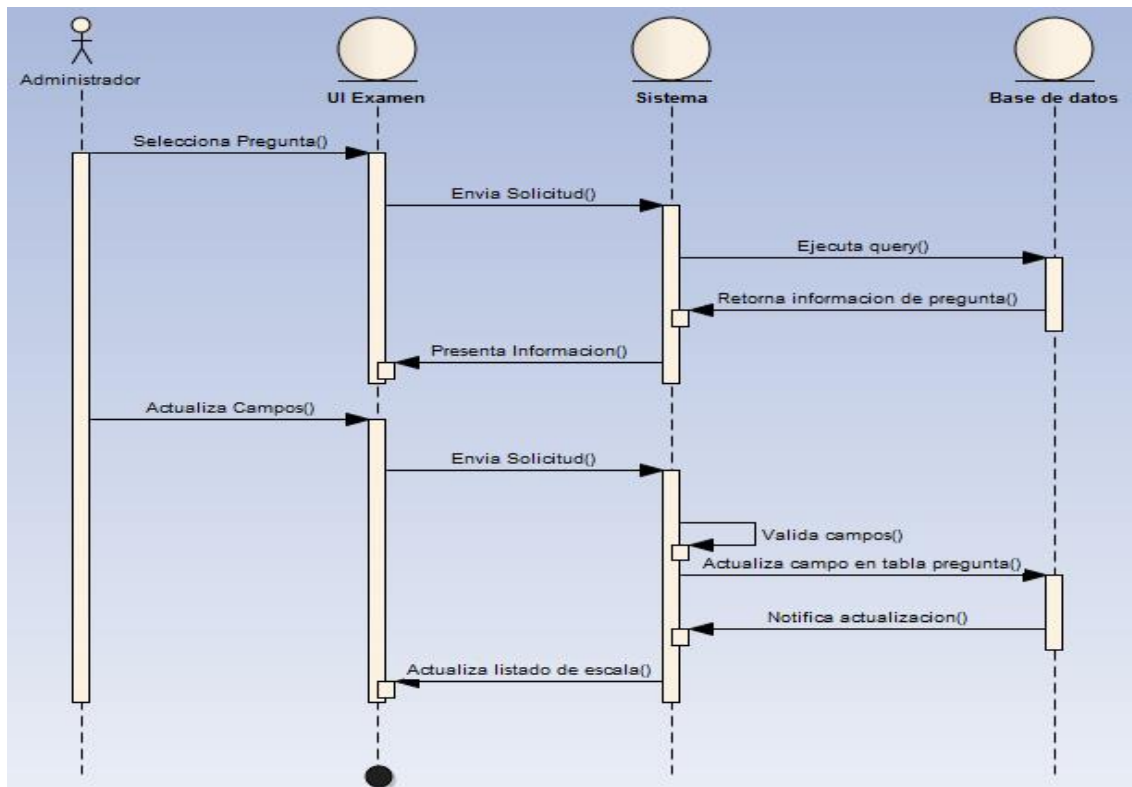 Administrador
UI Examen
Sistema
Base de datos
Selecciona Pregunta()
Envia Solicitud()
Ejecuta query()
Retorna informacion de pregunta()
Presenta Informacion()
Actualiza Campos()
Envia Solicitud()
Valida campos()
Actualiza campo en tabla pregunta()
Notifica actualizacion()
Actualiza listado de escala()